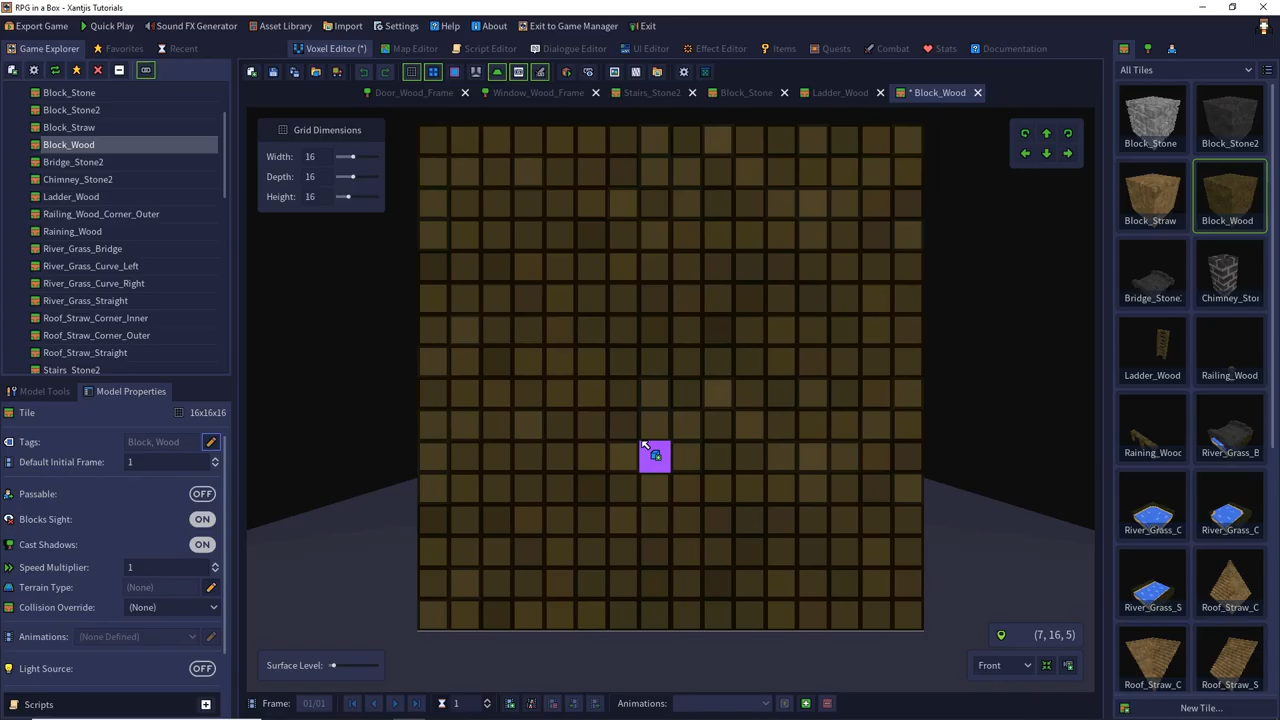 RPG in a Box - Xantjis Tutorials
Export Game Quick Play Sound FX Generator Asset Library Import Settings Help About Exit to Game Manager Exit
Game Explorer Favorites Recent Voxel Editor (*) Map Editor Script Editor Dialogue Editor UI Editor Effect Editor Items Quests Combat Stats Documentation
All Tiles
Door_Wood_Frame Window_Wood_Frame Stairs_Stone2 Block_Stone Ladder_Wood * Block_Wood
Block_Stone
Block_Stone2
Block_Straw
Block_Wood
Bridge_Stone2
Chimney_Stone2
Ladder_Wood
Railing_Wood_Corner_Outer
Raining_Wood
River_Grass_Bridge
River_Grass_Curve_Left
River_Grass_Curve_Right
River_Grass_Straight
Roof_Straw_Corner_Inner
Roof_Straw_Corner_Outer
Roof_Straw_Straight
Stairs_Stone2
Model Tools Model Properties
Tile 16x16x16
Tags: Block, Wood
Default Initial Frame: 1
Passable: OFF
Blocks Sight: ON
Cast Shadows: ON
Speed Multiplier: 1
Terrain Type: (None)
Collision Override: (None)
Animations: (None Defined)
Light Source: OFF
Scripts
Grid Dimensions
Width: 16
Depth: 16
Height: 16
(7, 16, 5)
Surface Level:
Front
Frame: 01/01 1 Animations:
Block_Stone Block_Stone2
Block_Straw Block_Wood
Bridge_Stone: Chimney_Stor
Ladder_Wood Railing_Wood
Raining_Wood River_Grass_B
River_Grass_C River_Grass_C
River_Grass_S Roof_Straw_C
Roof_Straw_C Roof_Straw_S
New Tile...